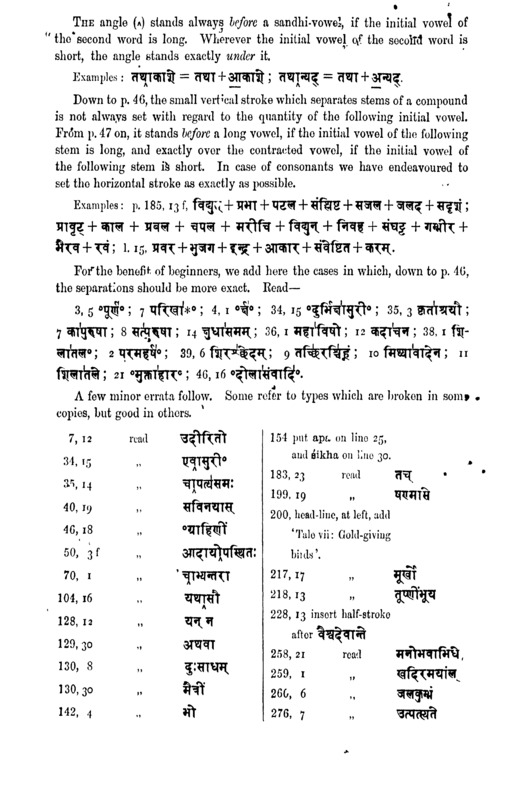 THE angle (∧) stands always before a sandhi-vowel, if the initial vowel of
the second word is long. Wherever the initial vowel of the second word is
short, the angle stands exactly under it.
Examples: तथाकाशे = तथा + आकाशे; तथान्यद् = तथा + अन्यद्.
Down to p. 46, the small vertical stroke which separates stems of a compound
is not always set with regard to the quantity of the following initial vowel.
From p. 47 on, it stands before a long vowel, if the initial vowel of the following
stem is long, and exactly over the contracted vowel, if the initial vowel of
the following stem is short. In case of consonants we have endeavoured to
set the horizontal stroke as exactly as possible.
Examples: p. 185, 13 f, विद्युत् + प्रभा + पटल + संश्लिष्ट + सजल + जलद + सदृशं;
प्रावृट् + काल + प्रबल + चपल + मरीचि + विद्युन् + निवह + संघट्ट + गम्भीर +
भैरव + रवं; l. 15, प्रवर + भुजग + इन्द्र + आकार + संवेष्टित + करम्.
For the benefit of beginners, we add here the cases in which, down to p. 46,
the separations should be more exact. Read—
3, 5 °पूर्ण°; 7 परिखा*°; 4, 1 °र्च°; 34, 15 °दुर्भिचासुरी°; 35, 3 कृताश्रयौ;
7 कापुरुषा; 8 सत्पुरुषा; 14 क्षुधासमम्; 36, 1 महाविपो; 12 कदाचन; 38, 1 शि-
लातल°; 2 परमहर्ष°; 39, 6 शिरश्छेदम्; 9 तच्छिरश्चिह्नं; 10 मिथ्यावादेन; 11
शिलातले; 21 °मुक्ताहार°; 46, 16 °दोलासंवादि°.
A few minor errata follow. Some refer to types which are broken in some
copies, but good in others.
7, 12 read उदीरितो
34, 15 „ एवासुरी°
35, 14 „ चापल्यसमः
40, 19 „ सविनयास्
46, 18 „ °याहिणीं
50, 3 f „ आदायोपस्थितः
70, 1 „ चाभ्यन्तरा
104, 16 „ यथासौ
128, 12 „ यन् न
129, 30 „ अथवा
130, 8 „ दुःसाधम्
130, 30 „ मैत्रीं
142, 4 „ भो
154 put apa. on line 25,
and śikha on line 30.
183, 23 read तच्
199, 19 „ षण्मासे
200, head-line, at left, add
'Tale vii: Gold-giving
birds'.
217, 17 „ मूर्खो
218, 13 „ तूष्णींभूय
228, 13 insert half-stroke
after वैश्वदेवान्ते
258, 21 read मनोभवाभिधे,
259, 1 „ खदिरमयांस्
266, 6 „ जलकुम्भं
276, 7 „ उत्पत्स्यते